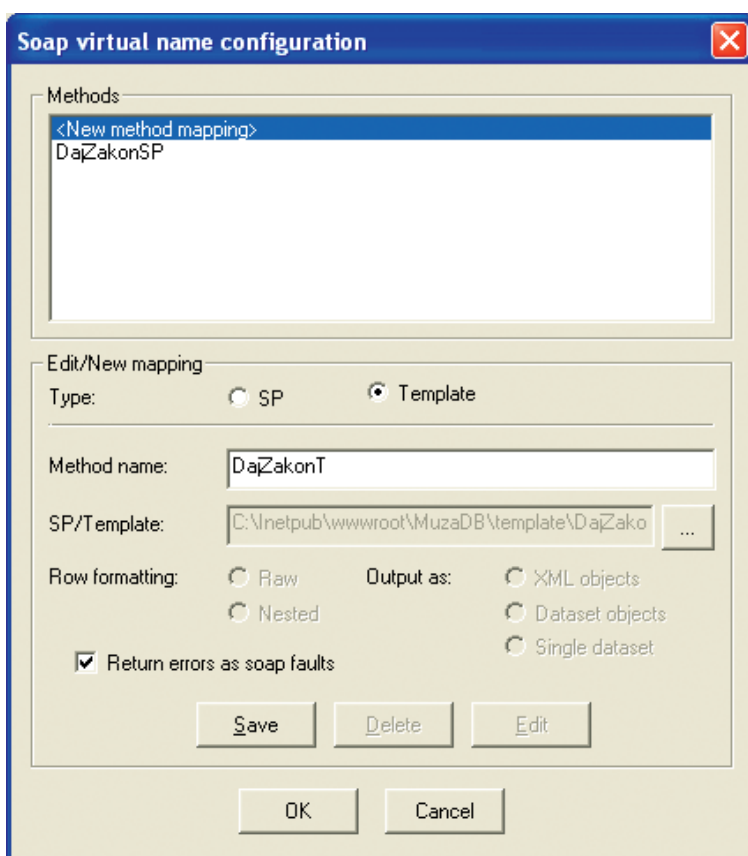 Soap virtual name configuration
Methods
<New method mapping>
DajZakonSP
Edit/New mapping
Type: SP Template
Method name: DajZakonT
SP/Template: C:\Inetpub\wwwroot\MuzaDB\template\DajZako ...
Row formatting: Raw Output as: XML objects
Nested Dataset objects
Single dataset
Return errors as soap faults
Save Delete Edit
OK Cancel